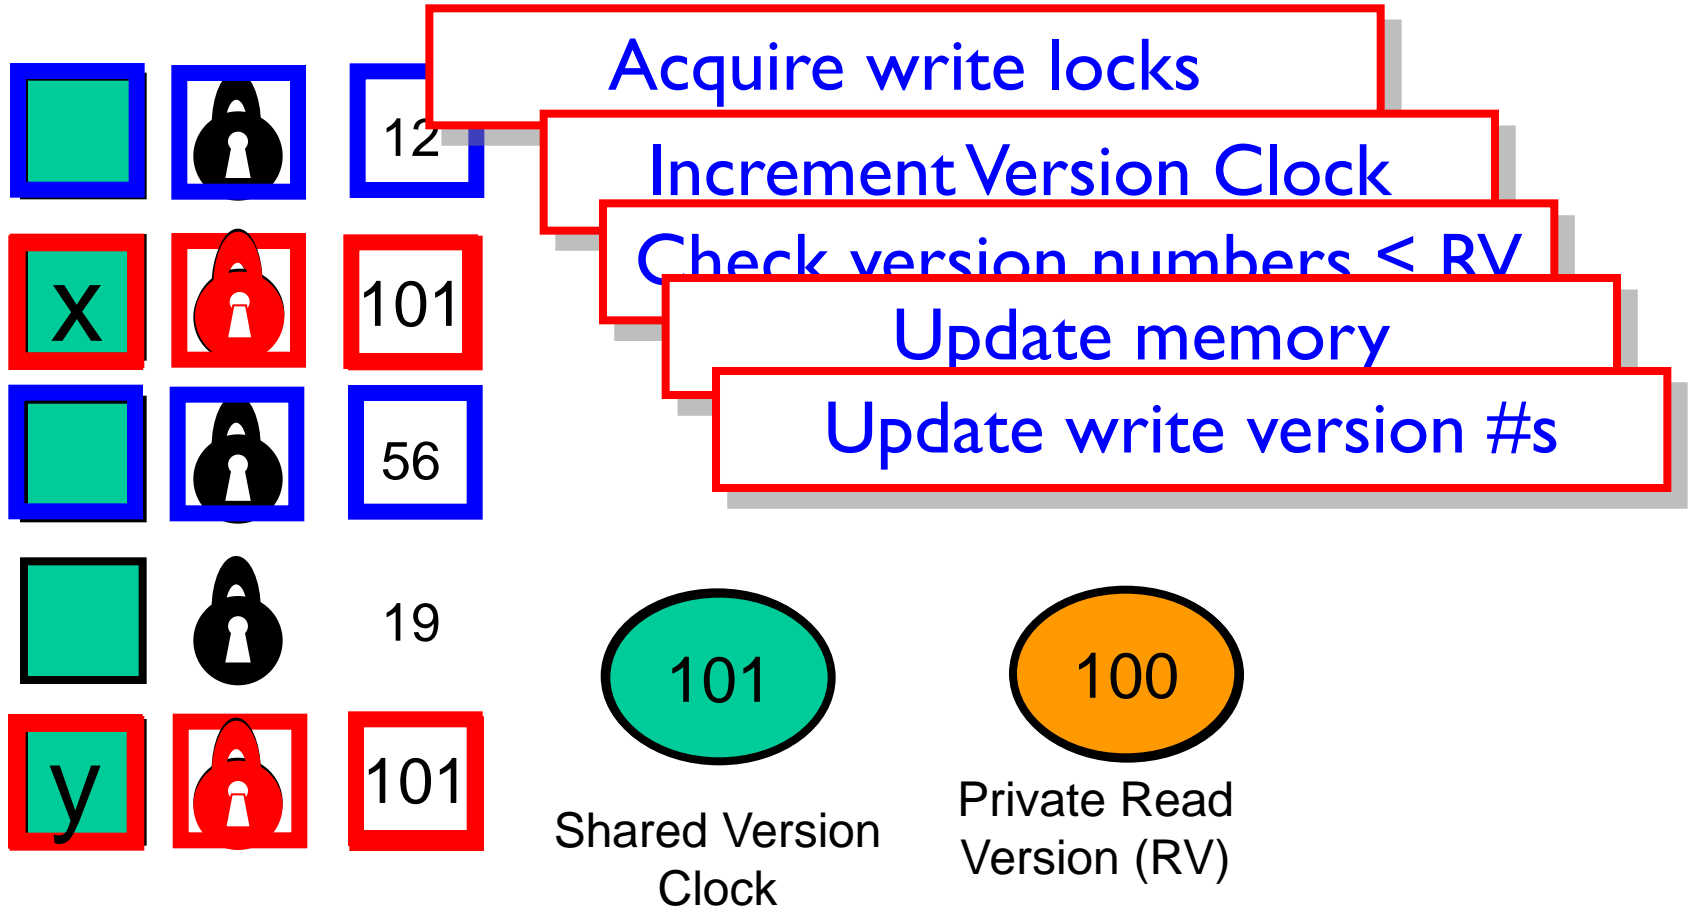 Acquire write locks
Increment Version Clock
Check version numbers < RV
Update memory
Update write version #s
12
x
101
56
19
y
101
101
Shared Version
Clock
100
Private Read
Version (RV)